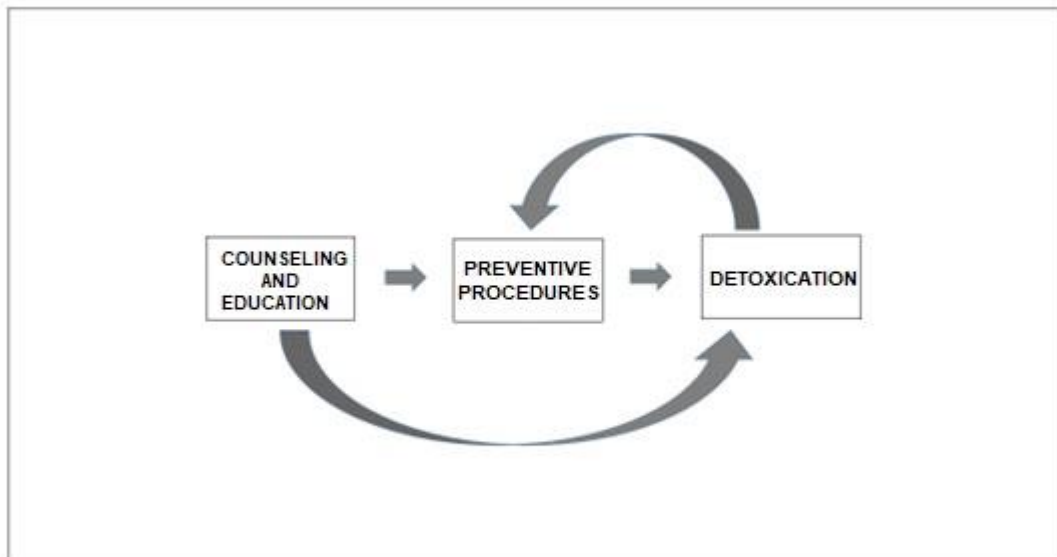 COUNSELING
AND
EDUCATION
PREVENTIVE
PROCEDURES
DETOXICATION